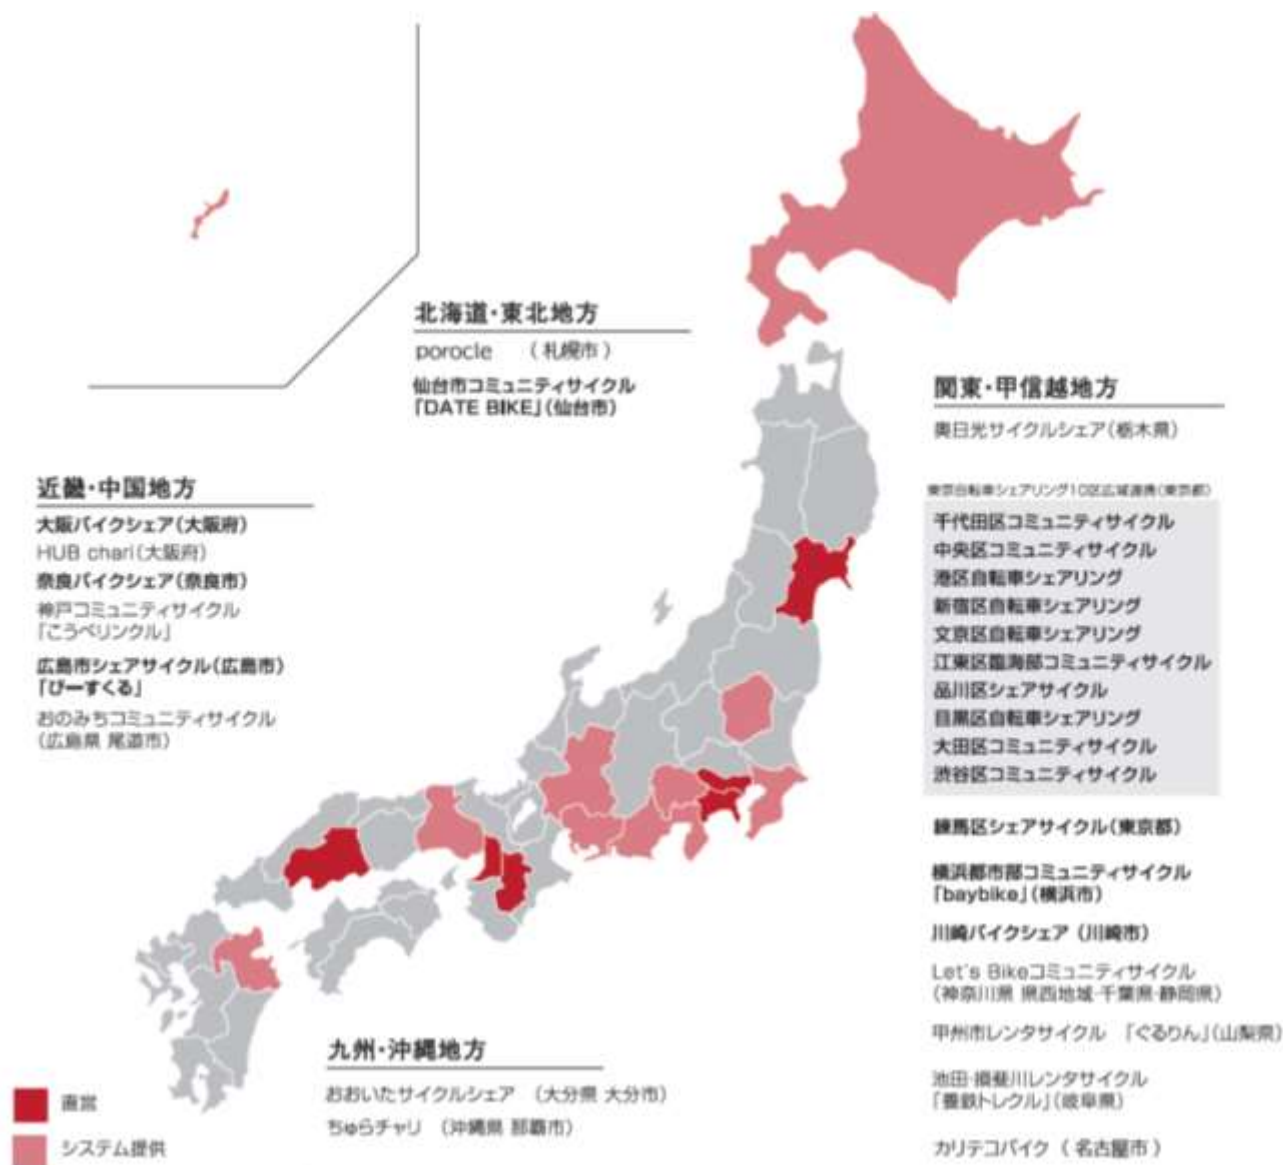 北海道・東北地方
porocle （札幌市）
仙台市コミュニティサイクル
「DATE BIKE」（仙台市）
近畿・中国地方
大阪バイクシェア（大阪府）
HUB chari（大阪府）
奈良バイクシェア（奈良市）
神戸コミュニティサイクル
「こうべリンクル」
広島市シェアサイクル（広島市）
「ぴーすくる」
おのみちコミュニティサイクル
（広島県 尾道市）
関東・甲信越地方
奥日光サイクルシェア（栃木県）
東京自転車シェアリング10区広域連携（東京都）
千代田区コミュニティサイクル
中央区コミュニティサイクル
港区自転車シェアリング
新宿区自転車シェアリング
文京区自転車シェアリング
江東区臨海部コミュニティサイクル
品川区シェアサイクル
目黒区自転車シェアリング
大田区コミュニティサイクル
渋谷区コミュニティサイクル
練馬区シェアサイクル（東京都）
横浜都市部コミュニティサイクル
「baybike」（横浜市）
川崎バイクシェア （川崎市）
Let's Bikeコミュニティサイクル
（神奈川県 県西地域・千葉県・静岡県）
甲州市レンタサイクル 「ぐるりん」（山梨県）
池田・揖斐川レンタサイクル
「養鉄トレクル」（岐阜県）
カリテコバイク （名古屋市）
九州・沖縄地方
おおいたサイクルシェア （大分県 大分市）
ちゅらチャリ （沖縄県 那覇市）
直営
システム提供